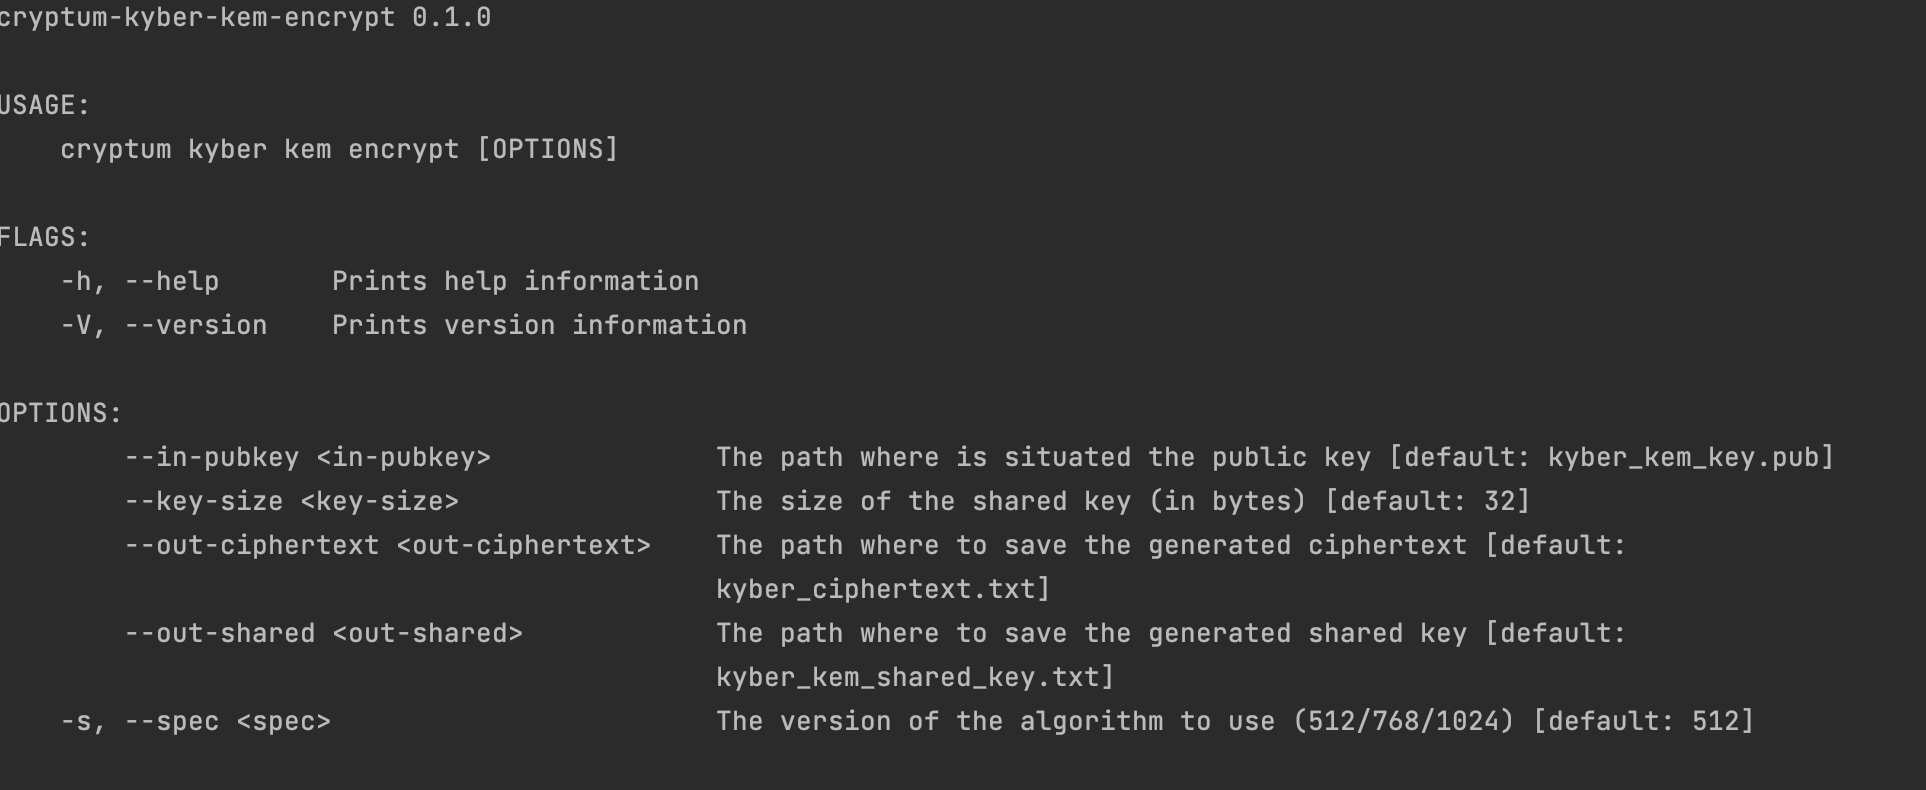 cryptum-kyber-kem-encrypt 0.1.0
USAGE:
cryptum kyber kem encrypt [OPTIONS]
FLAGS:
-h, --help       Prints help information
-V, --version    Prints version information
OPTIONS:
--in-pubkey <in-pubkey>              The path where is situated the public key [default: kyber_kem_key.pub]
--key-size <key-size>                The size of the shared key (in bytes) [default: 32]
--out-ciphertext <out-ciphertext>    The path where to save the generated ciphertext [default:
kyber_ciphertext.txt]
--out-shared <out-shared>            The path where to save the generated shared key [default:
kyber_kem_shared_key.txt]
-s, --spec <spec>                        The version of the algorithm to use (512/768/1024) [default: 512]